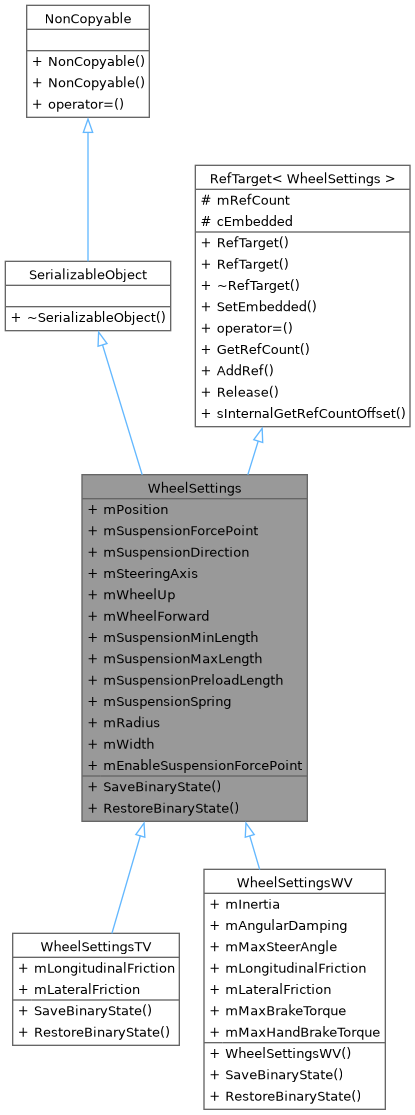 NonCopyable
+ NonCopyable()
+ NonCopyable()
+ operator=()
RefTarget< WheelSettings >
# mRefCount
# cEmbedded
+ RefTarget()
+ RefTarget()
+ ~RefTarget()
+ SetEmbedded()
+ operator=()
+ GetRefCount()
+ AddRef()
+ Release()
+ sInternalGetRefCountOffset()
SerializableObject
+ ~SerializableObject()
WheelSettings
+ mPosition
+ mSuspensionForcePoint
+ mSuspensionDirection
+ mSteeringAxis
+ mWheelUp
+ mWheelForward
+ mSuspensionMinLength
+ mSuspensionMaxLength
+ mSuspensionPreloadLength
+ mSuspensionSpring
+ mRadius
+ mWidth
+ mEnableSuspensionForcePoint
+ SaveBinaryState()
+ RestoreBinaryState()
WheelSettingsTV
+ mLongitudinalFriction
+ mLateralFriction
+ SaveBinaryState()
+ RestoreBinaryState()
WheelSettingsWV
+ mInertia
+ mAngularDamping
+ mMaxSteerAngle
+ mLongitudinalFriction
+ mLateralFriction
+ mMaxBrakeTorque
+ mMaxHandBrakeTorque
+ WheelSettingsWV()
+ SaveBinaryState()
+ RestoreBinaryState()